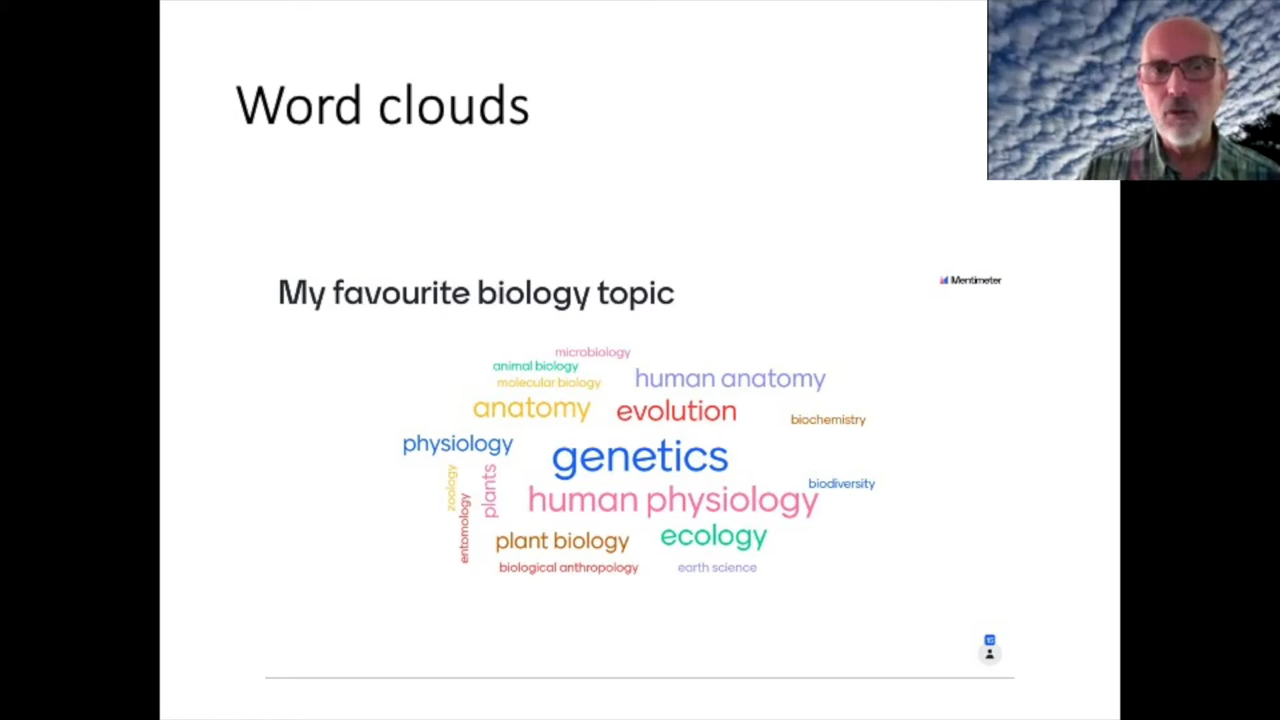 Word clouds
My favourite biology topic
Mentimeter
microbiology
animal biology
molecular biology
human anatomy
anatomy
evolution
biochemistry
physiology
genetics
zoology
plants
entomology
human physiology
biodiversity
plant biology
ecology
biological anthropology
earth science